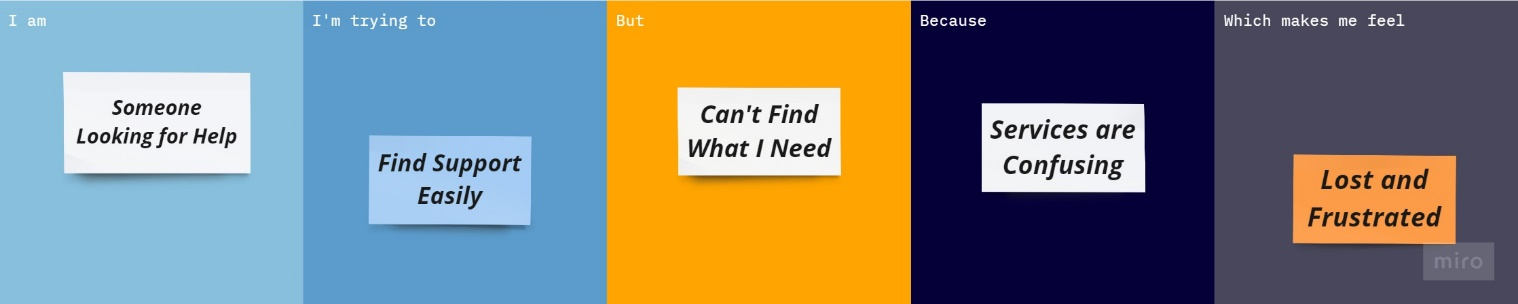 I am
Someone
Looking for Help
I'm trying to
Find Support
Easily
But
Can't Find
What I Need
Because
Services are
Confusing
Which makes me feel
Lost and
Frustrated
miro